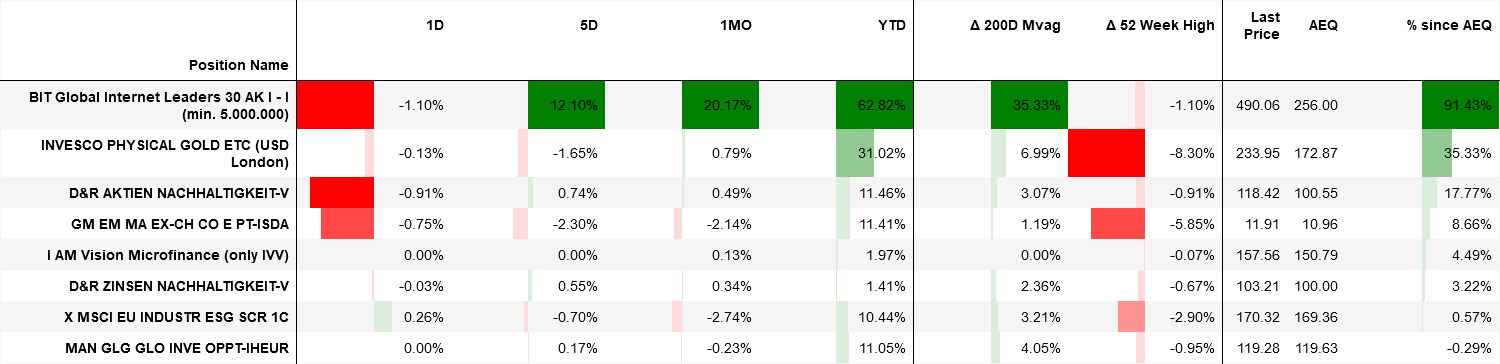 Position Name 1D 5D 1MO YTD Δ 200D Mvag Δ 52 Week High Last Price AEQ % since AEQ
BIT Global Internet Leaders 30 AK I - I (min. 5.000.000) -1.10% 12.10% 20.17% 62.82% 35.33% -1.10% 490.06 256.00 91.43%
INVESCO PHYSICAL GOLD ETC (USD London) -0.13% -1.65% 0.79% 31.02% 6.99% -8.30% 233.95 172.87 35.33%
D&R AKTIEN NACHHALTIGKEIT-V -0.91% 0.74% 0.49% 11.46% 3.07% -0.91% 118.42 100.55 17.77%
GM EM MA EX-CH CO E PT-ISDA -0.75% -2.30% -2.14% 11.41% 1.19% -5.85% 11.91 10.96 8.66%
I AM Vision Microfinance (only IVV) 0.00% 0.00% 0.13% 1.97% 0.00% -0.07% 157.56 150.79 4.49%
D&R ZINSEN NACHHALTIGKEIT-V -0.03% 0.55% 0.34% 1.41% 2.36% -0.67% 103.21 100.00 3.22%
X MSCI EU INDUSTR ESG SCR 1C 0.26% -0.70% -2.74% 10.44% 3.21% -2.90% 170.32 169.36 0.57%
MAN GLG GLO INVE OPPT-IHEUR 0.00% 0.17% -0.23% 11.05% 4.05% -0.95% 119.28 119.63 -0.29%